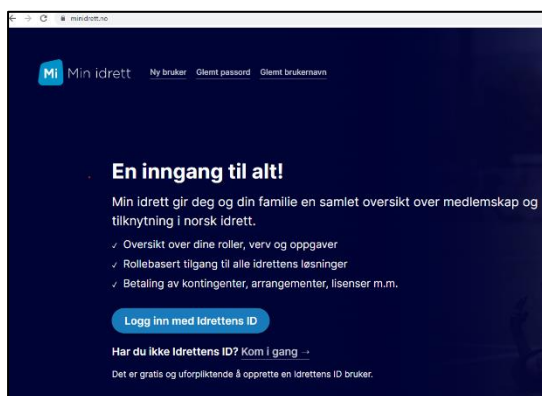 minidrett.no
Mi Min idrett Ny bruker Glemt passord Glemt brukernavn
En inngang til alt!
Min idrett gir deg og din familie en samlet oversikt over medlemskap og
tilknytning i norsk idrett.
✓ Oversikt over dine roller, verv og oppgaver
✓ Rollebasert tilgang til alle idrettens løsninger
✓ Betaling av kontingenter, arrangementer, lisenser m.m.
Logg inn med Idrettens ID
Har du ikke Idrettens ID? Kom i gang →
Det er gratis og uforpliktende å opprette en Idrettens ID bruker.